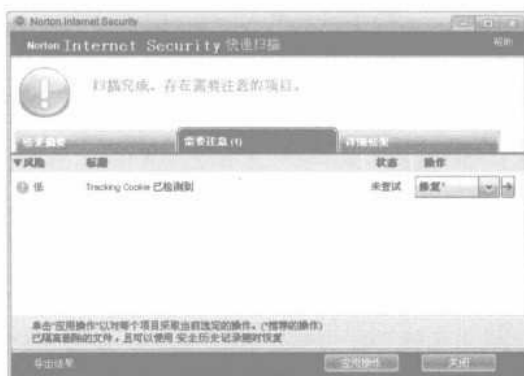 Norton Internet Security
Norton Internet Security 快速扫描 帮助
扫描完成。存在需要注意的项目。
结果摘要 需要注意(1) 详细结果
▼风险 标题 状态 操作
低 Tracking Cookie 已检测到 未尝试 修复*
单击“应用操作”以对每个项目采取当前选定的操作。(*推荐的操作)
已隔离删除的文件，且可以使用 安全历史记录随时恢复
导出结果 应用操作 关闭